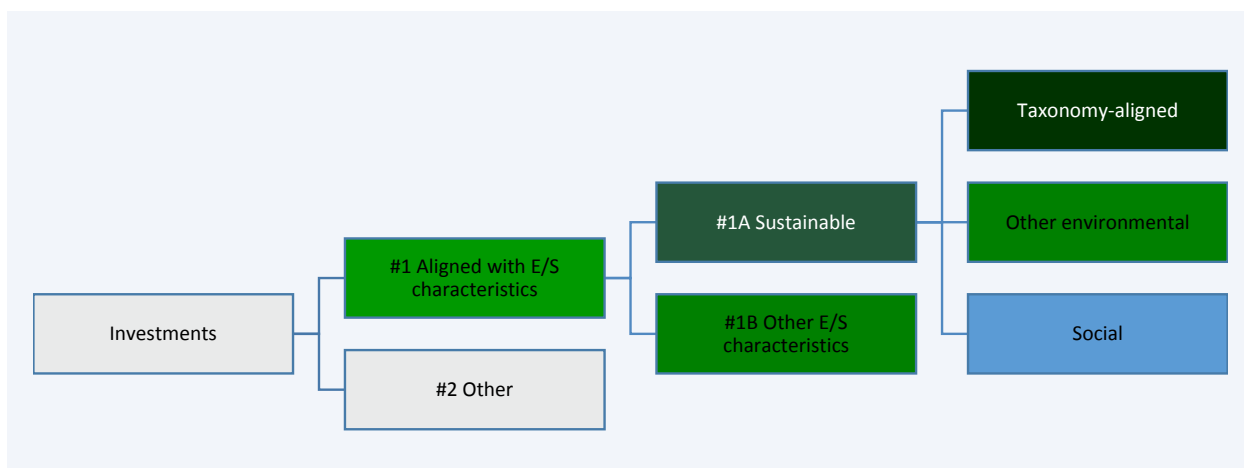 Investments
#1 Aligned with E/S
characteristics
#2 Other
#1A Sustainable
#1B Other E/S
characteristics
Taxonomy-aligned
Other environmental
Social